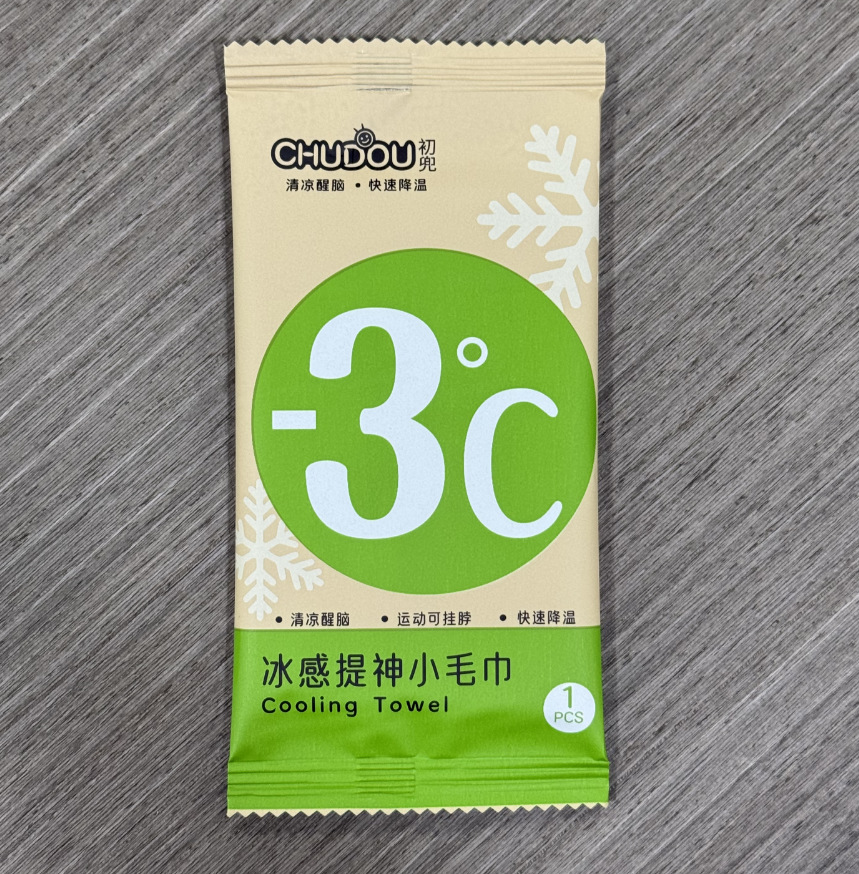 CHUDOU 初兜
清凉醒脑 • 快速降温
-3°C
• 清凉醒脑 • 运动可挂脖 • 快速降温
冰感提神小毛巾
Cooling Towel
1
PCS